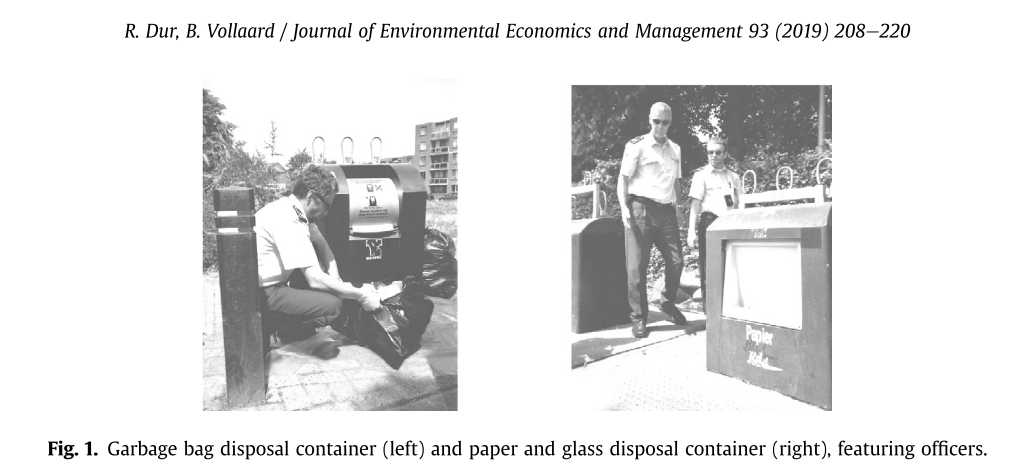 R. Dur, B. Vollaard / Journal of Environmental Economics and Management 93 (2019) 208–220
Papier
Fig. 1. Garbage bag disposal container (left) and paper and glass disposal container (right), featuring officers.